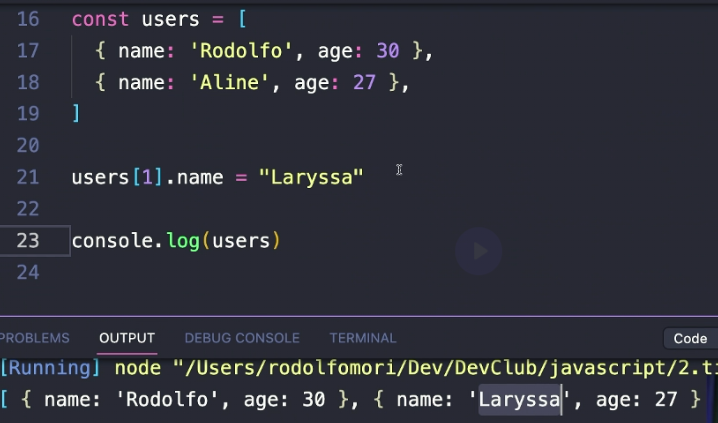 16 const users = [
17 { name: 'Rodolfo', age: 30 },
18 { name: 'Aline', age: 27 },
19 ]
20
21 users[1].name = "Laryssa"
22
23 console.log(users)
24
PROBLEMS OUTPUT DEBUG CONSOLE TERMINAL Code
[Running] node "/Users/rodolfomori/Dev/DevClub/javascript/2.ti
[ { name: 'Rodolfo', age: 30 }, { name: 'Laryssa', age: 27 }